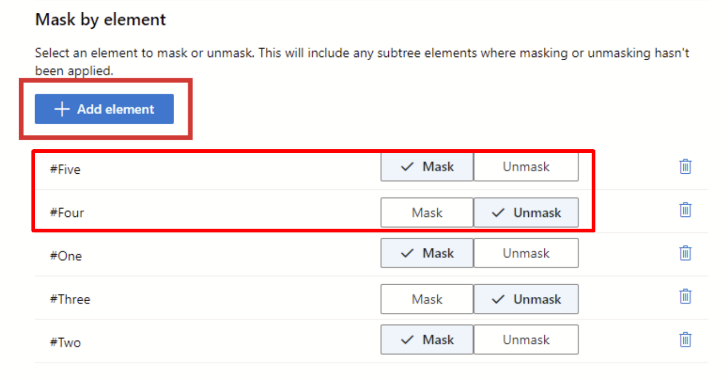 Mask by element
Select an element to mask or unmask. This will include any subtree elements where masking or unmasking hasn't
been applied.
Add element
#Five Mask Unmask
#Four Mask Unmask
#One Mask Unmask
#Three Mask Unmask
#Two Mask Unmask